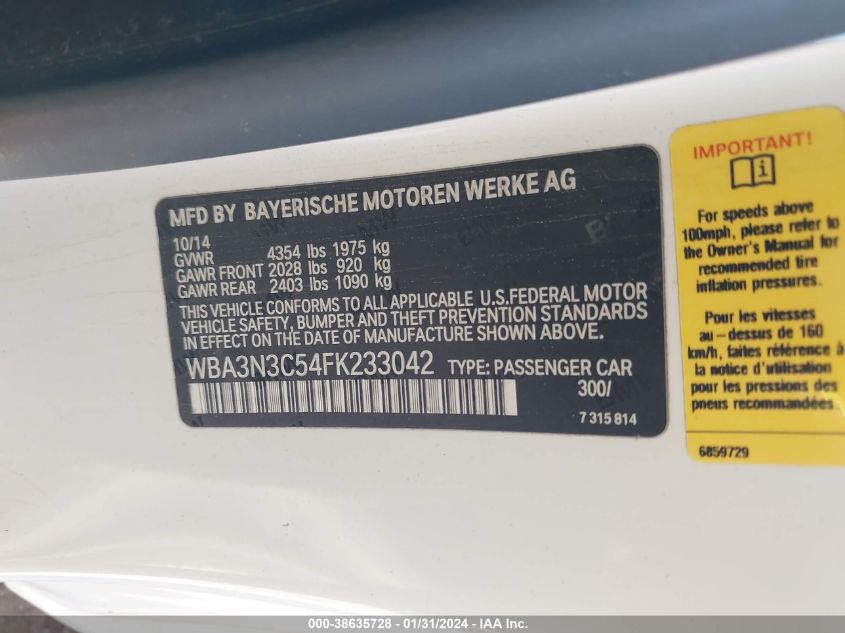 MFD BY BAYERISCHE MOTOREN WERKE AG
10/14
GVWR 4354 lbs 1975 kg
GAWR FRONT 2028 lbs 920 kg
GAWR REAR 2403 lbs 1090 kg
THIS VEHICLE CONFORMS TO ALL APPLICABLE U.S.FEDERAL MOTOR
VEHICLE SAFETY, BUMPER AND THEFT PREVENTION STANDARDS
IN EFFECT ON THE DATE OF MANUFACTURE SHOWN ABOVE.
WBA3N3C54FK233042 TYPE: PASSENGER CAR
300/
7 315 814
IMPORTANT!
For speeds above
100mph, please refer to
the Owner's Manual for
recommended tire
inflation pressures.
Pour les vitesses
au-dessus de 160
km/h, faites référence à
la notice d'utilisation
pour les pressions des
pneus recommandées.
6859729
000-38635728 - 01/31/2024 - IAA Inc.